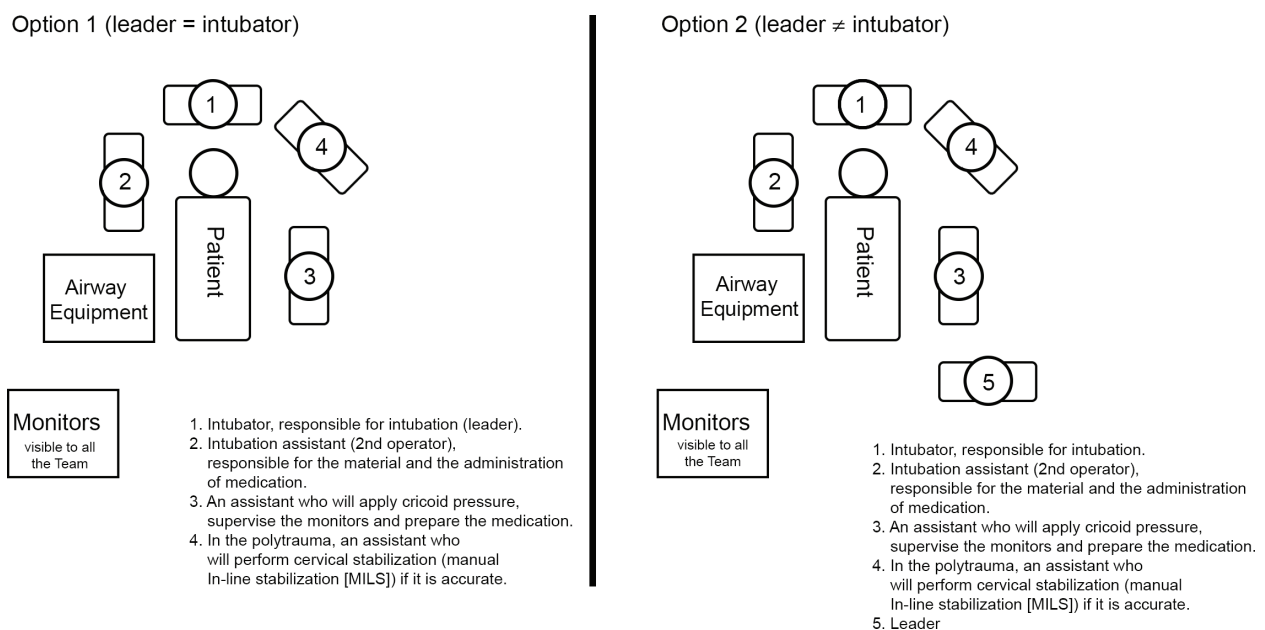 Option 1 (leader = intubator)
1
4
2
3
Patient
Airway
Equipment
Monitors
visible to all
the Team
1. Intubator, responsible for intubation (leader).
2. Intubation assistant (2nd operator),
responsible for the material and the administration
of medication.
3. An assistant who will apply cricoid pressure,
supervise the monitors and prepare the medication.
4. In the polytrauma, an assistant who
will perform cervical stabilization (manual
In-line stabilization [MILS]) if it is accurate.
Option 2 (leader ≠ intubator)
1
4
2
3
Patient
Airway
Equipment
5
Monitors
visible to all
the Team
1. Intubator, responsible for intubation.
2. Intubation assistant (2nd operator),
responsible for the material and the administration
of medication.
3. An assistant who will apply cricoid pressure,
supervise the monitors and prepare the medication.
4. In the polytrauma, an assistant who
will perform cervical stabilization (manual
In-line stabilization [MILS]) if it is accurate.
5. Leader